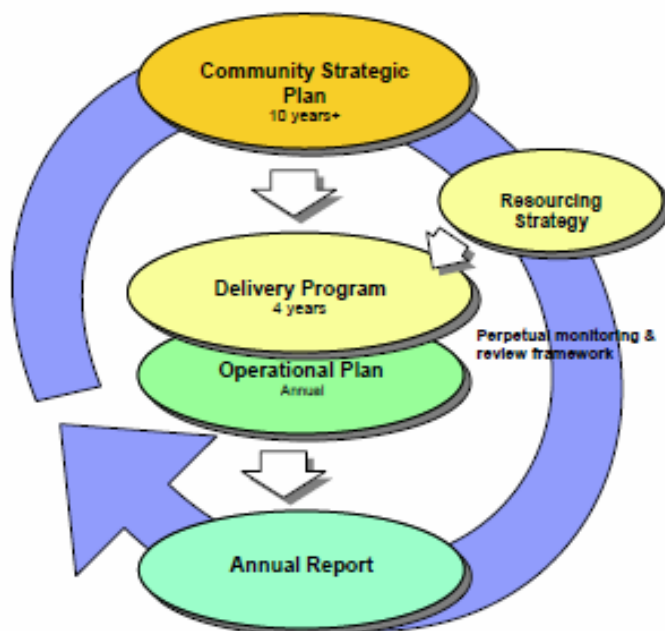 Community Strategic
Plan
10 years+
Resourcing
Strategy
Delivery Program
4 years
Perpetual monitoring &
review framework
Operational Plan
Annual
Annual Report